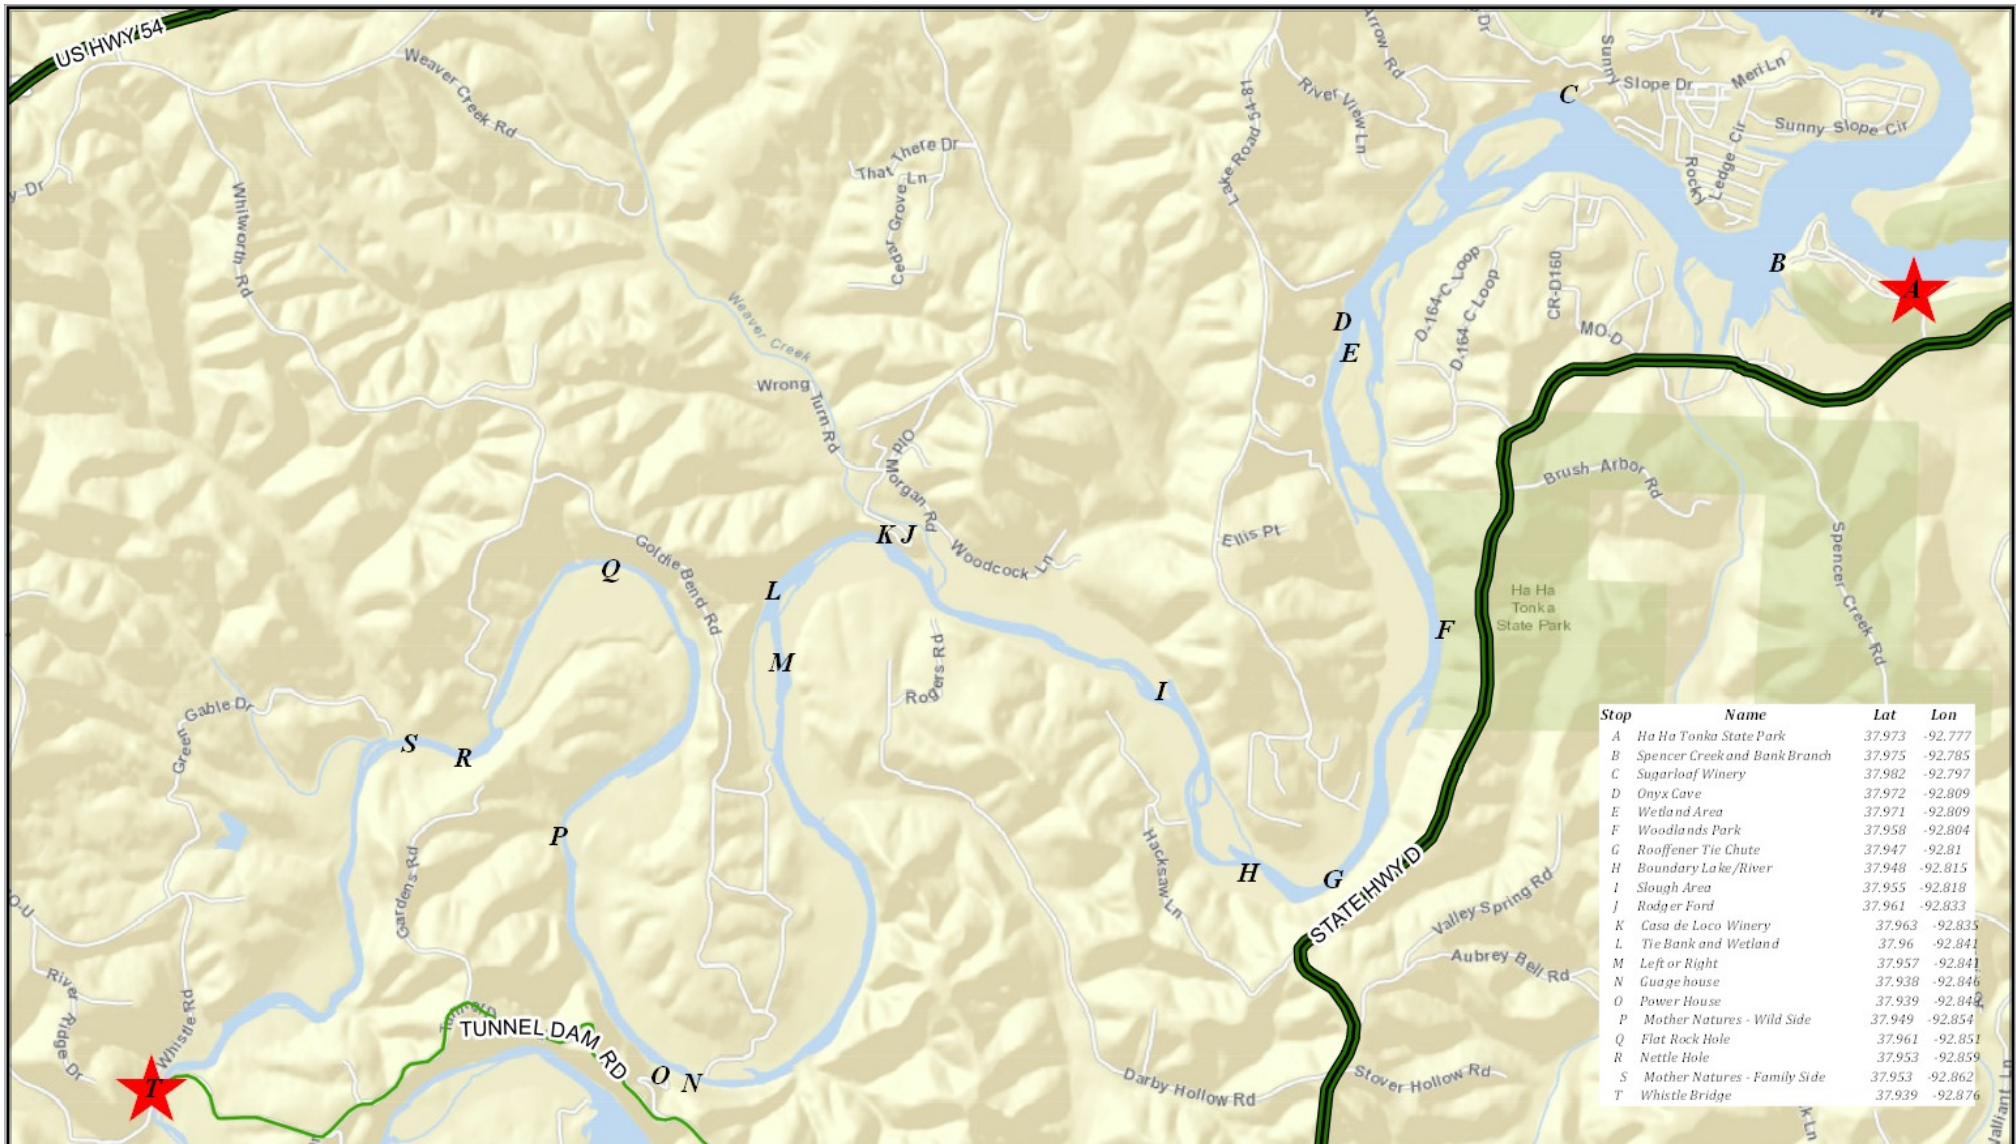 US HWY 54
Weaver Creek Rd
Arrow Rd
Dr
Sunny Slope Dr
Meri Ln
Sunny Slope Cir
Rocky Ledge Cir
River View Ln
Lake Road 54-81
C
y Dr
Whitworth Rd
That There Dr
That Ln
Cedar Grove Ln
B
A
D-164-C Loop
D-164 C Loop
CR-D160
MO-D
D
E
Weaver Creek
Wrong Turn Rd
Old
Morgan Rd
Woodcock Ln
K J
Ellis Pt
Brush Arbor Rd
Spencer Creek Rd
Ha Ha
Tonka
State Park
Q
Goldie Bend Rd
L
M
F
Rogers Rd
I
Green Gable Dr
S
R
P
Gardens Rd
Hacksaw Ln
H
G
STATE HWY D
Valley Spring Rd
Aubrey Bell Rd
O-U
River Ridge Dr
Whistle Rd
TUNNEL DAM RD
T
O N
Darby Hollow Rd
Stover Hollow Rd
k Ln
alliant Ln
Stop Name Lat Lon
A Ha Ha Tonka State Park 37.973 -92.777
B Spencer Creek and Bank Branch 37.975 -92.785
C Sugarloaf Winery 37.982 -92.797
D Onyx Cave 37.972 -92.809
E Wetland Area 37.971 -92.809
F Woodlands Park 37.958 -92.804
G Rooffener Tie Chute 37.947 -92.81
H Boundary Lake/River 37.948 -92.815
I Slough Area 37.955 -92.818
J Rodger Ford 37.961 -92.833
K Casa de Loco Winery 37.963 -92.835
L Tie Bank and Wetland 37.96 -92.841
M Left or Right 37.957 -92.841
N Guage house 37.938 -92.846
O Power House 37.939 -92.848
P Mother Natures - Wild Side 37.949 -92.854
Q Flat Rock Hole 37.961 -92.851
R Nettle Hole 37.953 -92.859
S Mother Natures - Family Side 37.953 -92.862
T Whistle Bridge 37.939 -92.876